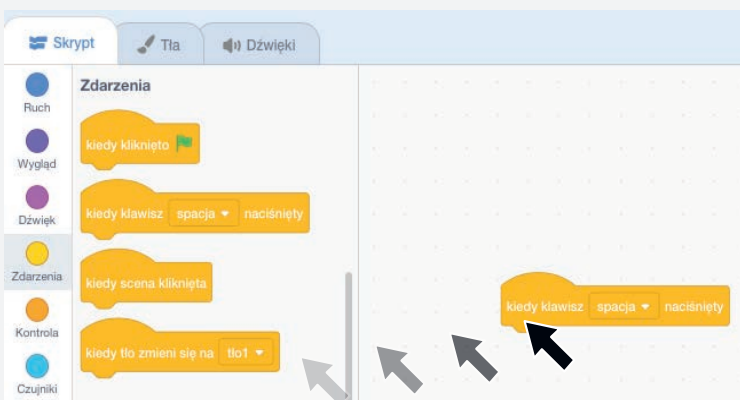 Skrypt
Tła
Dźwięki
Ruch
Wygląd
Dźwięk
Zdarzenia
Kontrola
Czujniki
Zdarzenia
kiedy kliknięto
kiedy klawisz spacja naciśnięty
kiedy scena kliknięta
kiedy tło zmieni się na tło1
kiedy klawisz spacja naciśnięty